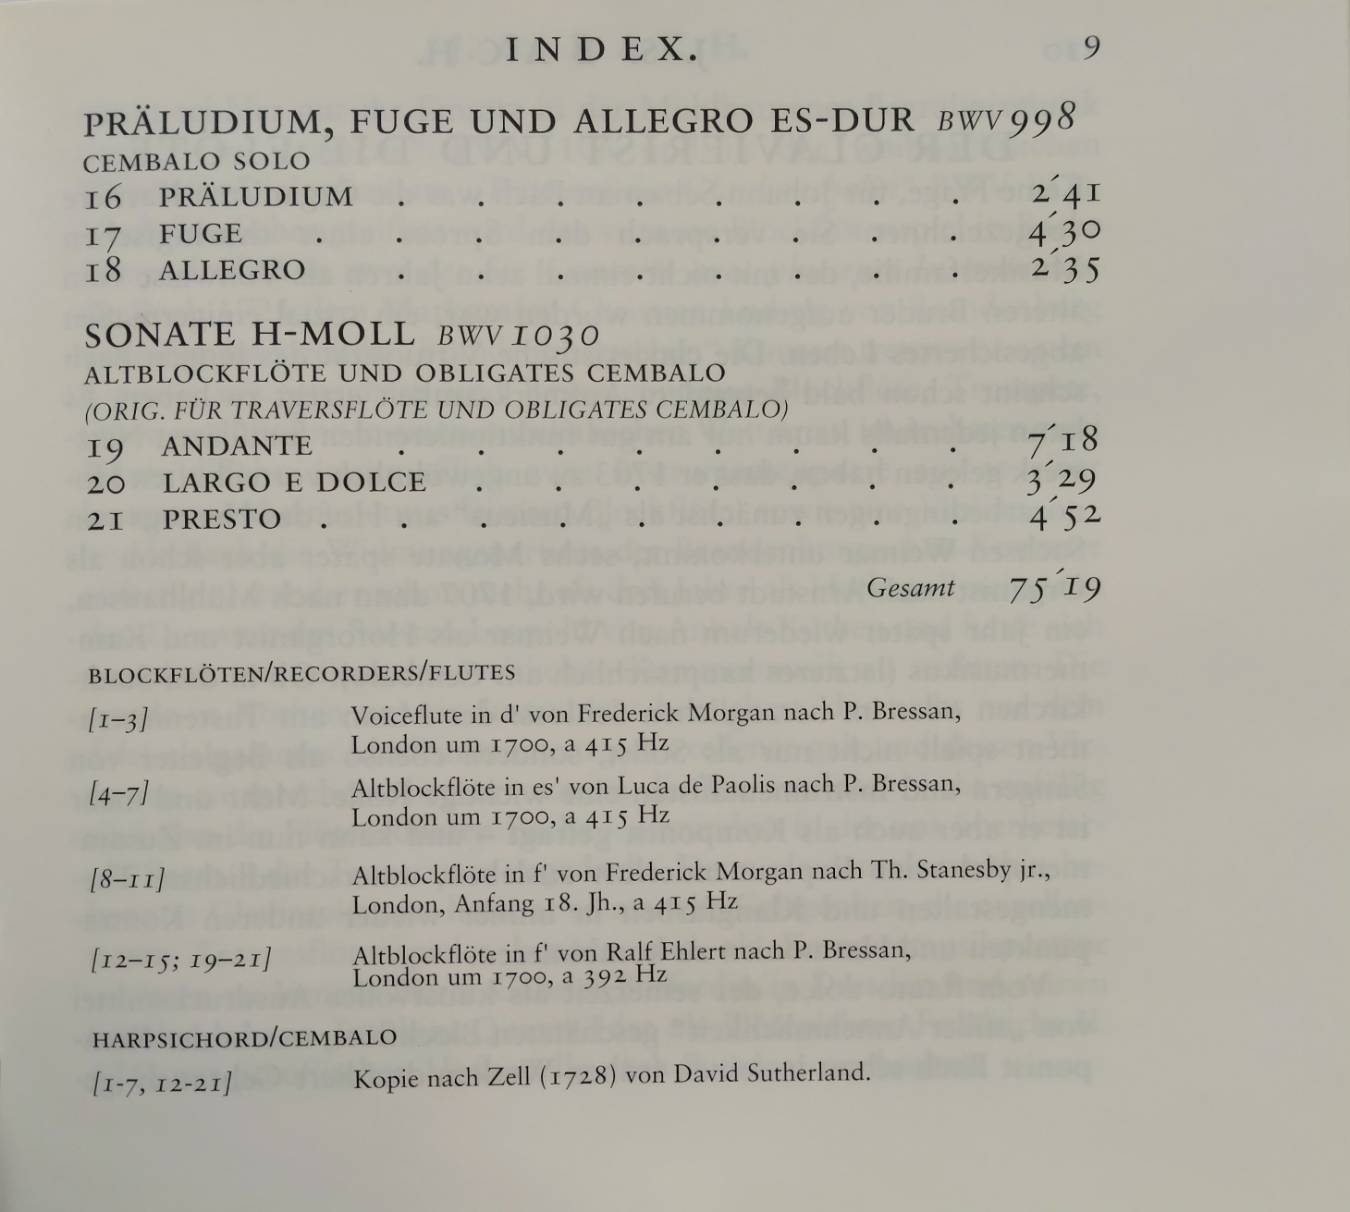 INDEX. 9
PRÄLUDIUM, FUGE UND ALLEGRO ES-DUR BWV 998
CEMBALO SOLO
16 PRÄLUDIUM . . . . . . . . 2´41
17 FUGE . . . . . . . . . 4´30
18 ALLEGRO . . . . . . . . 2´35
SONATE H-MOLL BWV 1030
ALTBLOCKFLÖTE UND OBLIGATES CEMBALO
(ORIG. FÜR TRAVERSFLÖTE UND OBLIGATES CEMBALO)
19 ANDANTE . . . . . . . . 7´18
20 LARGO E DOLCE . . . . . . . 3´29
21 PRESTO . . . . . . . . . 4´52
Gesamt 75´19
BLOCKFLÖTEN/RECORDERS/FLUTES
[1–3] Voiceflute in d' von Frederick Morgan nach P. Bressan,
London um 1700, a 415 Hz
[4–7] Altblockflöte in es' von Luca de Paolis nach P. Bressan,
London um 1700, a 415 Hz
[8–11] Altblockflöte in f' von Frederick Morgan nach Th. Stanesby jr.,
London, Anfang 18. Jh., a 415 Hz
[12–15; 19–21] Altblockflöte in f' von Ralf Ehlert nach P. Bressan,
London um 1700, a 392 Hz
HARPSICHORD/CEMBALO
[1-7, 12-21] Kopie nach Zell (1728) von David Sutherland.